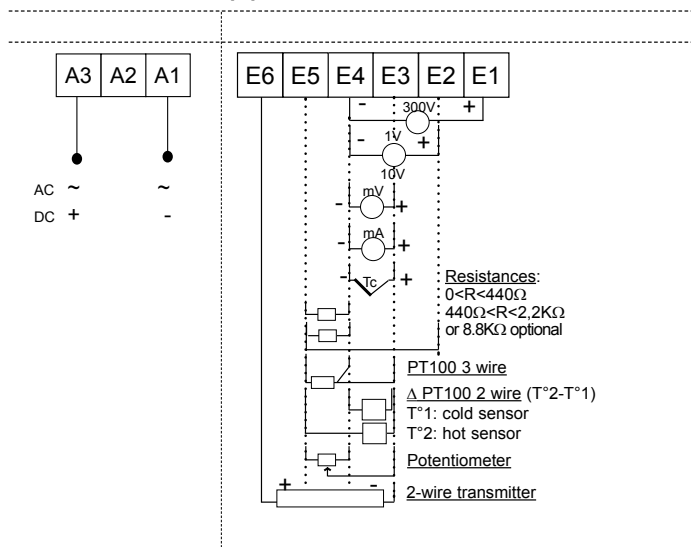 A3 A2 A1
E6 E5 E4 E3 E2 E1
- 300V +
- 1V +
10V
AC ~ ~
DC + -
mV
- +
mA
- +
- Tc +
Resistances:
0<R<440Ω
440Ω<R<2,2KΩ
or 8.8KΩ optional
PT100 3 wire
Δ PT100 2 wire (T°2-T°1)
T°1: cold sensor
T°2: hot sensor
Potentiometer
+ -
2-wire transmitter